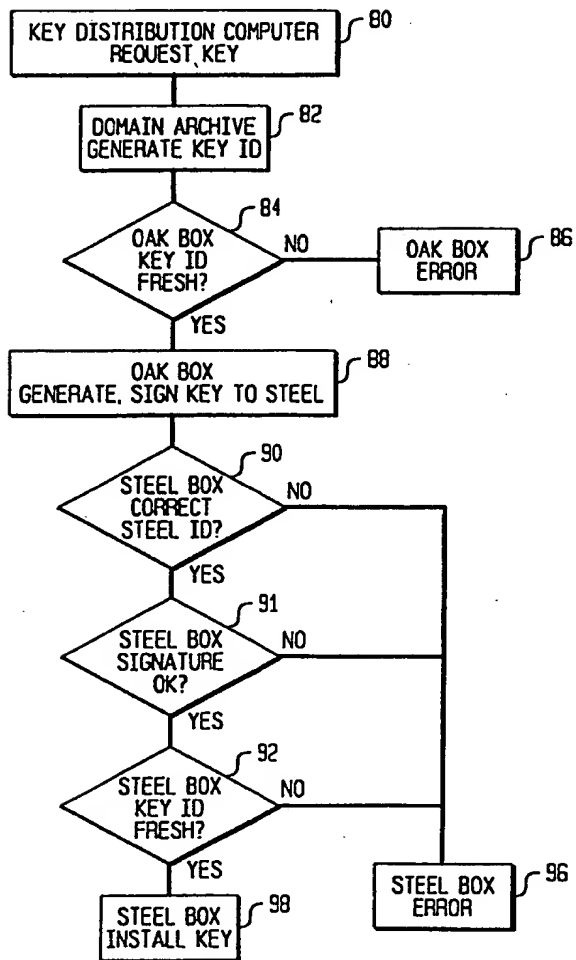 KEY DISTRIBUTION COMPUTER
REQUEST KEY
80
DOMAIN ARCHIVE
GENERATE KEY ID
82
OAK BOX
KEY ID
FRESH?
84
NO
OAK BOX
ERROR
86
YES
OAK BOX
GENERATE, SIGN KEY TO STEEL
88
STEEL BOX
CORRECT
STEEL ID?
90
NO
YES
STEEL BOX
SIGNATURE
OK?
91
NO
YES
STEEL BOX
KEY ID
FRESH?
92
NO
YES
STEEL BOX
INSTALL KEY
98
STEEL BOX
ERROR
96